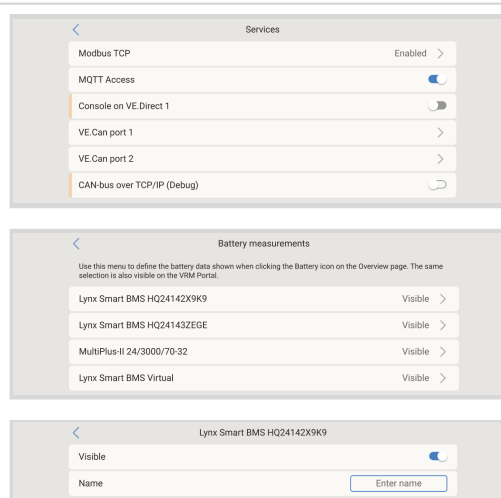 Services
Modbus TCP Enabled
MQTT Access
Console on VE.Direct 1
VE.Can port 1
VE.Can port 2
CAN-bus over TCP/IP (Debug)
Battery measurements
Use this menu to define the battery data shown when clicking the Battery icon on the Overview page. The same
selection is also visible on the VRM Portal.
Lynx Smart BMS HQ24142X9K9 Visible
Lynx Smart BMS HQ24143ZEGE Visible
MultiPlus-II 24/3000/70-32 Visible
Lynx Smart BMS Virtual Visible
Lynx Smart BMS HQ24142X9K9
Visible
Name Enter name